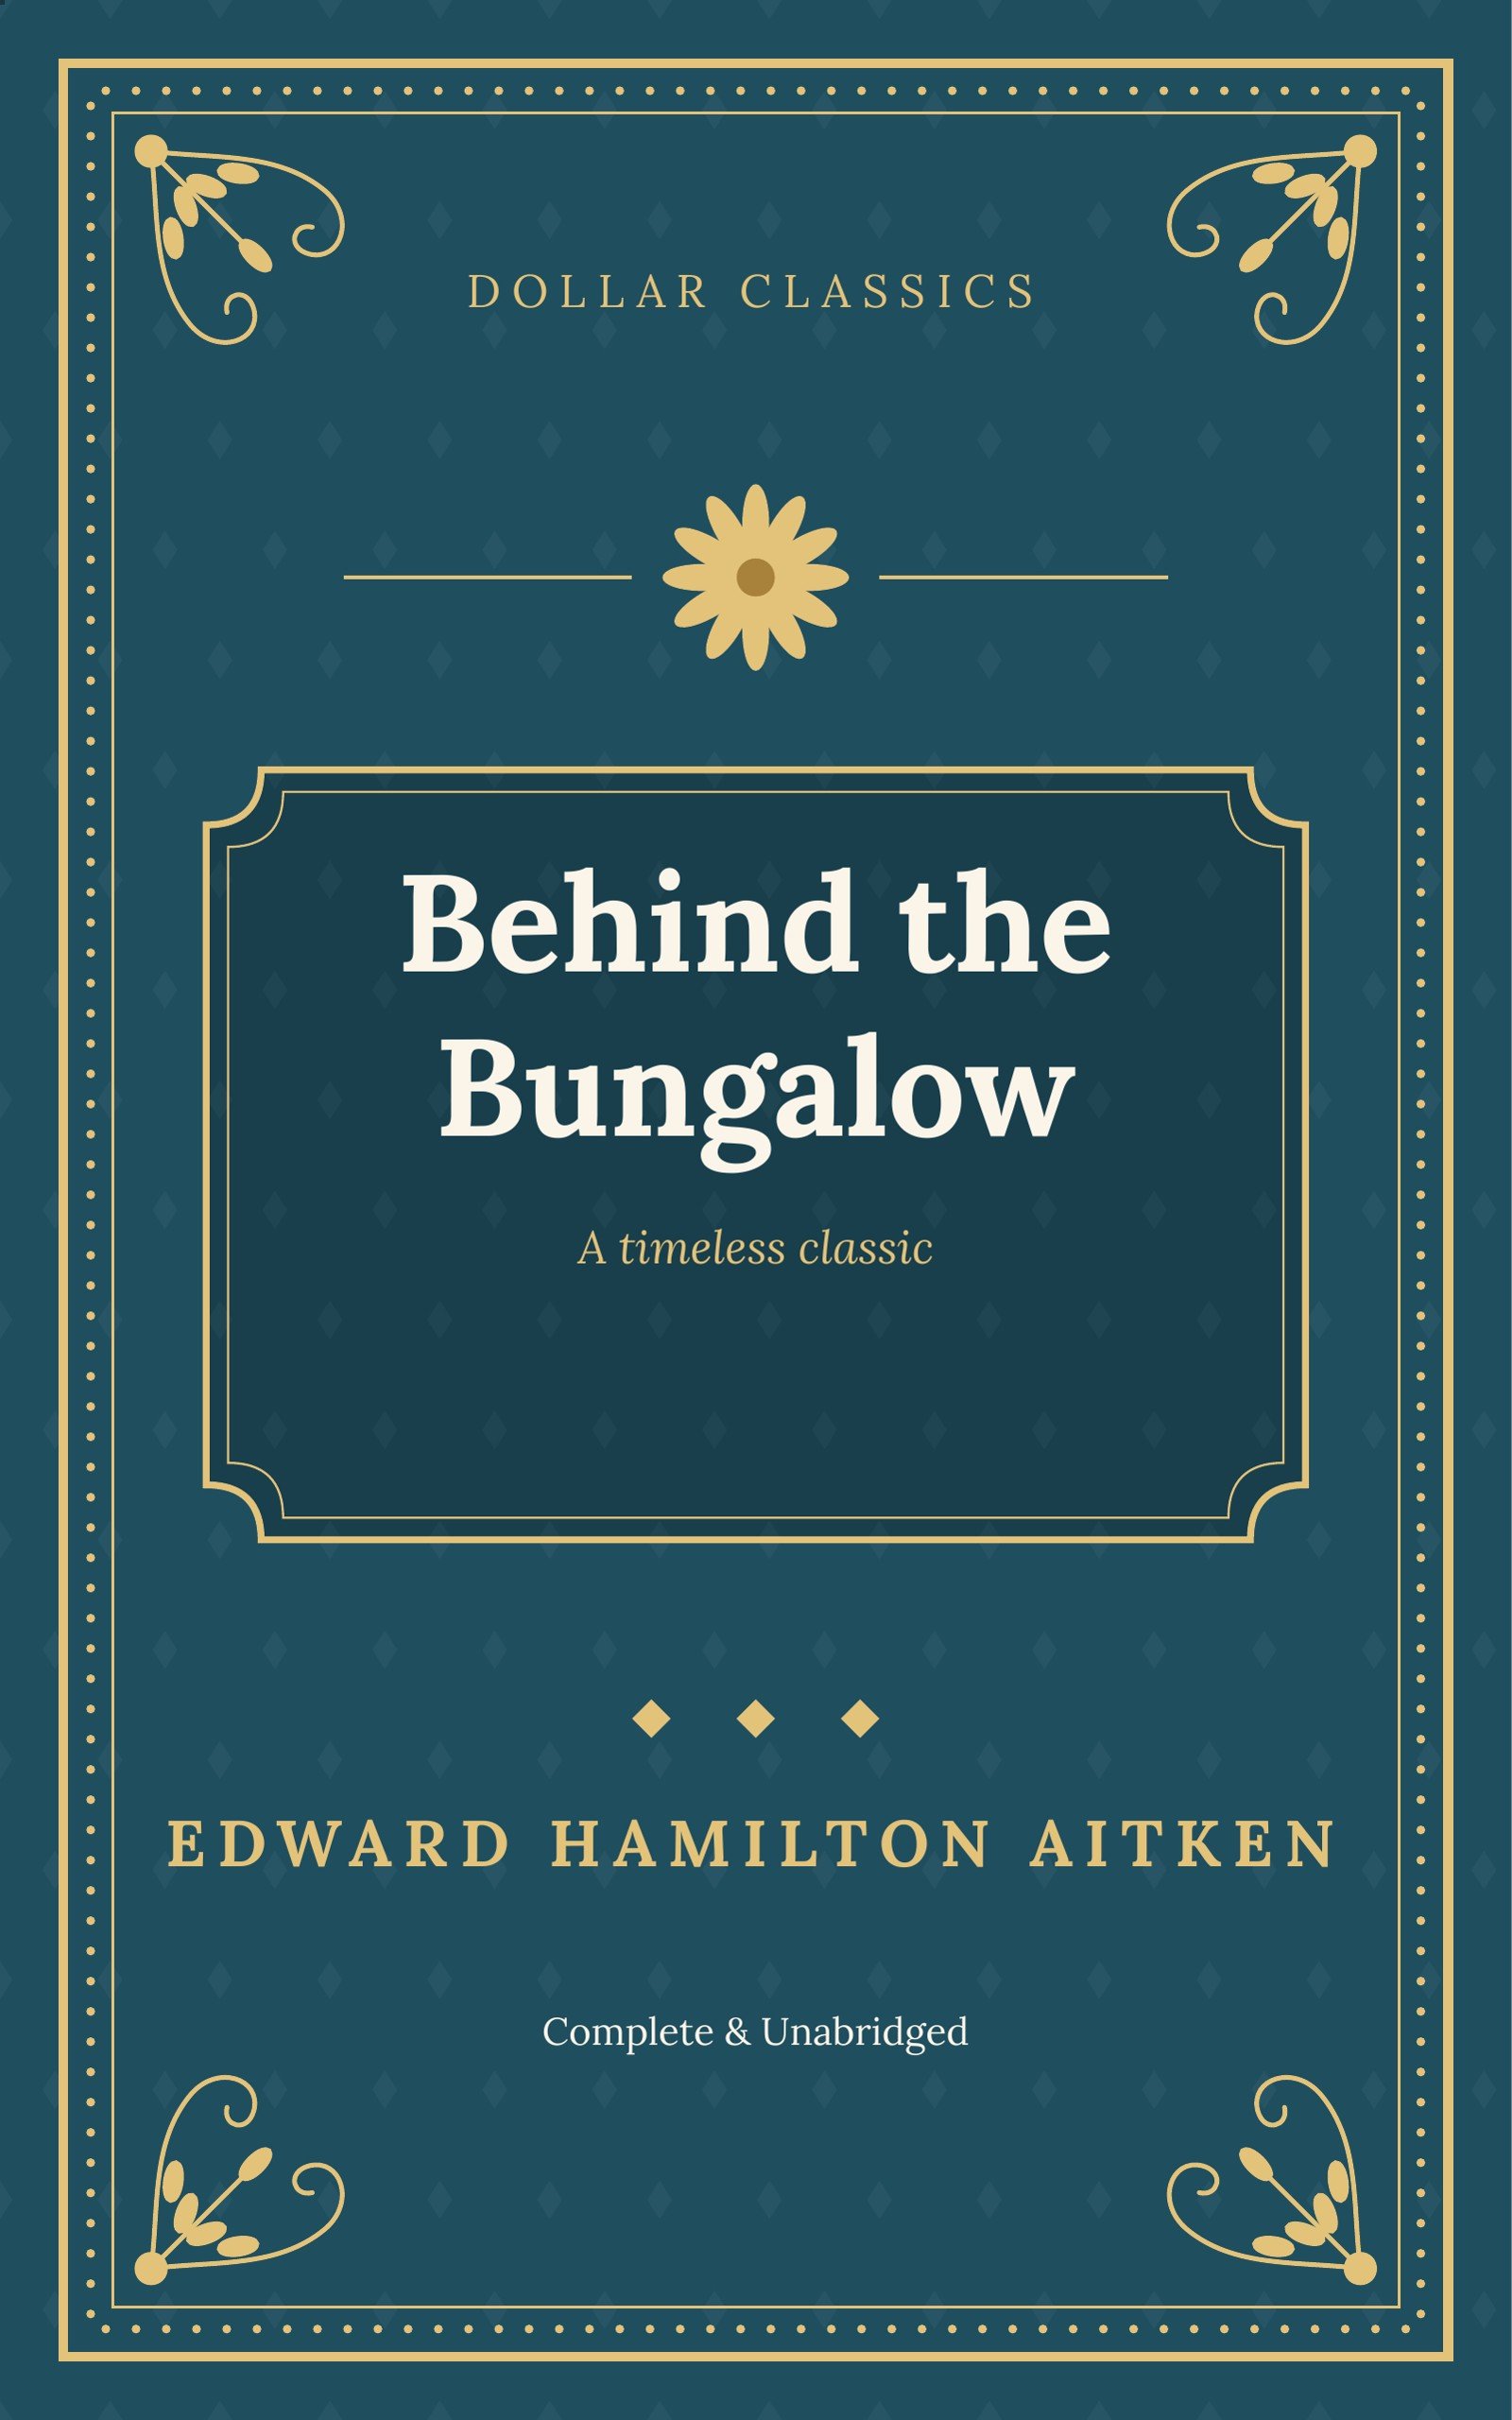 DOLLAR CLASSICS
Behind the
Bungalow
A timeless classic
EDWARD HAMILTON AITKEN
Complete & Unabridged